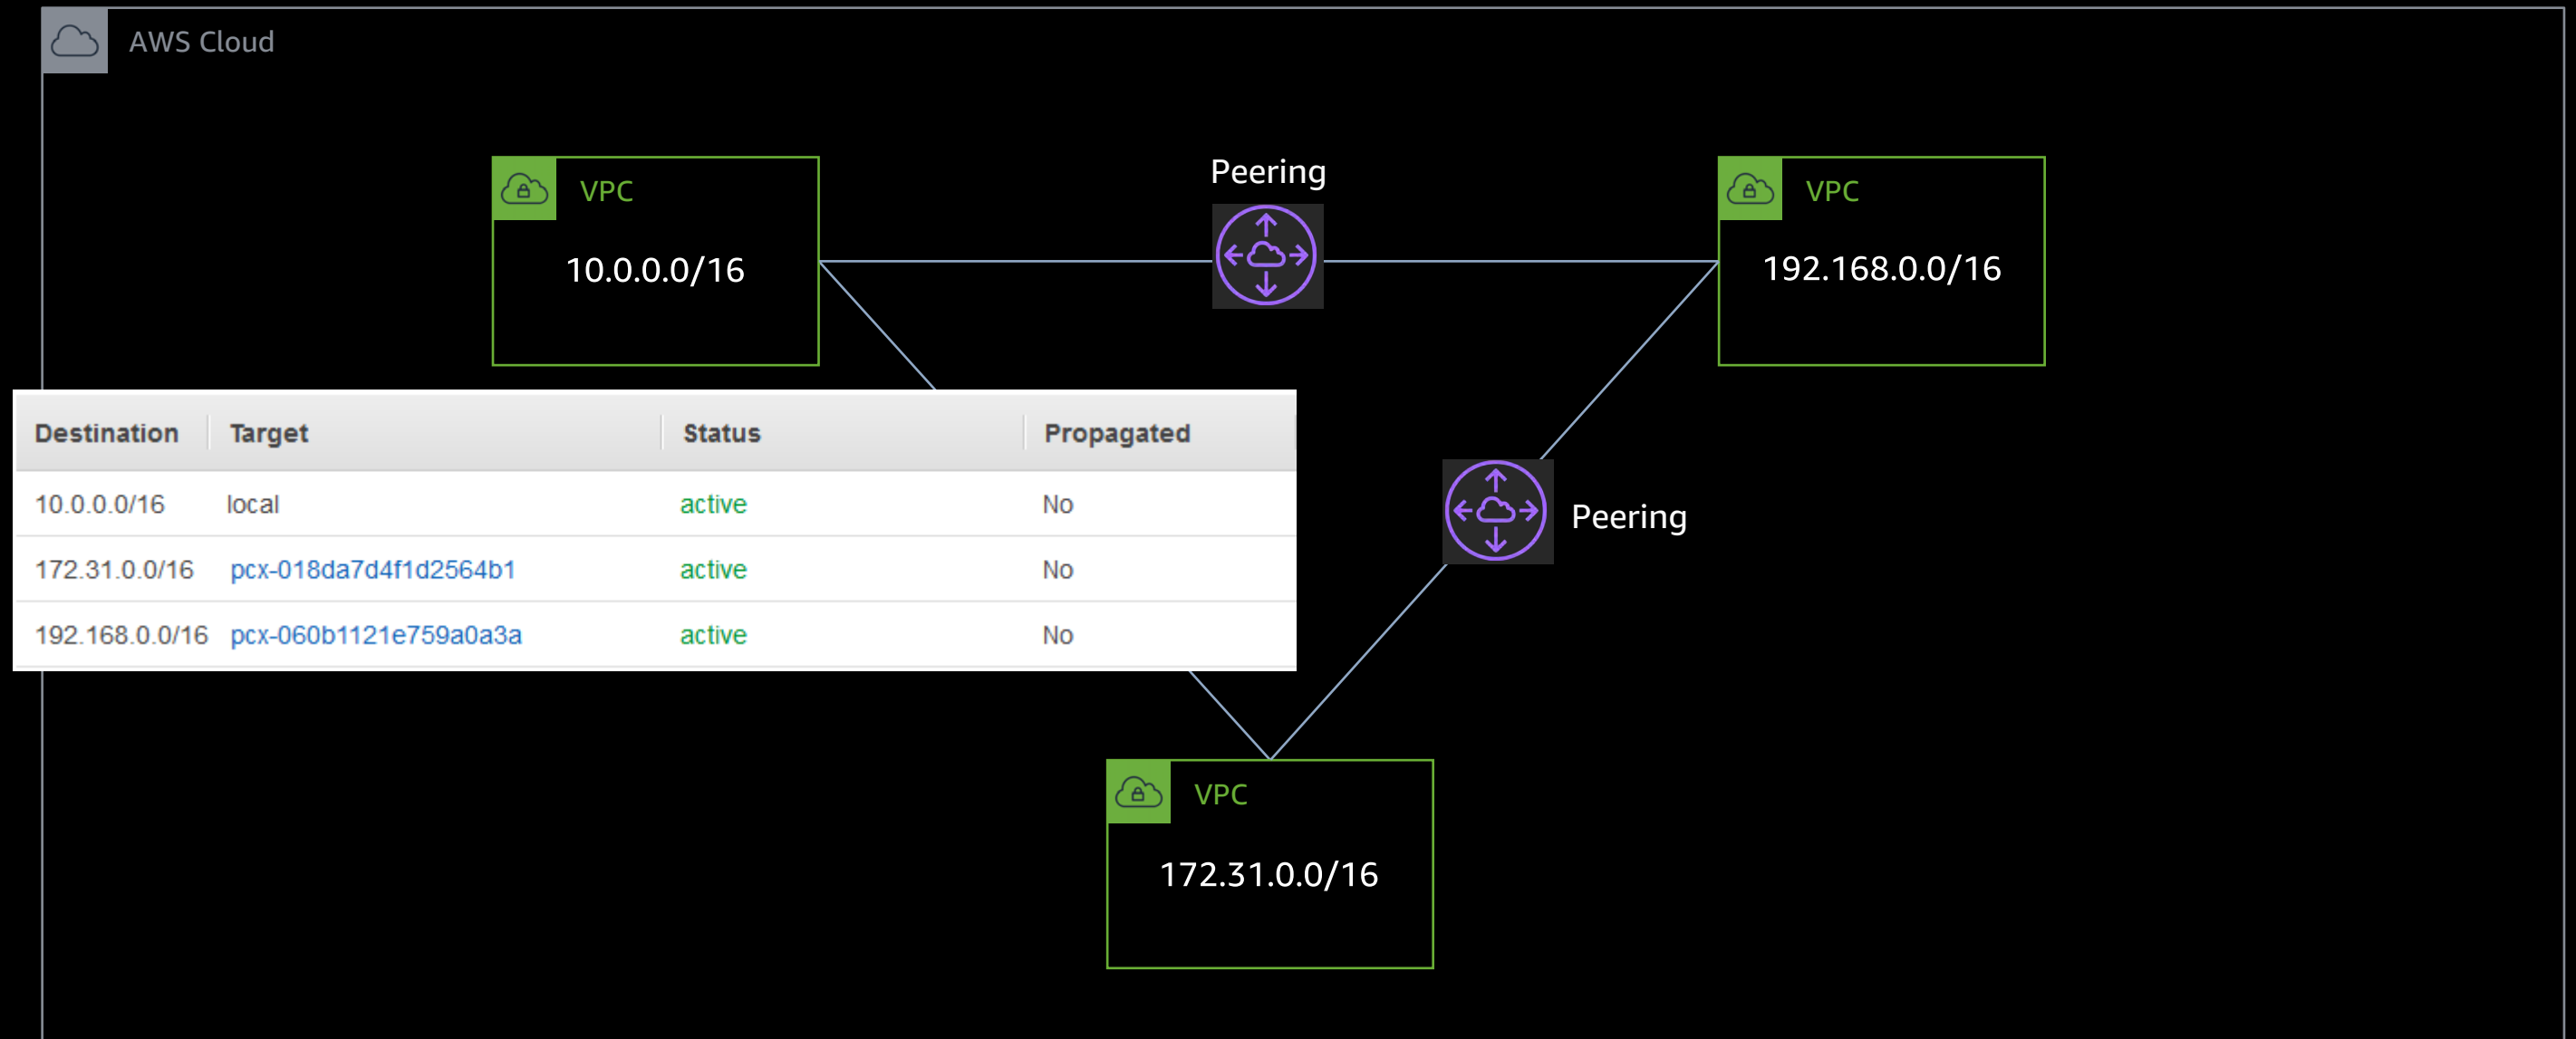 AWS Cloud
Peering
VPC
10.0.0.0/16
VPC
192.168.0.0/16
Destination Target Status Propagated
10.0.0.0/16 local active No
172.31.0.0/16 pcx-018da7d4f1d2564b1 active No
192.168.0.0/16 pcx-060b1121e759a0a3a active No
Peering
VPC
172.31.0.0/16